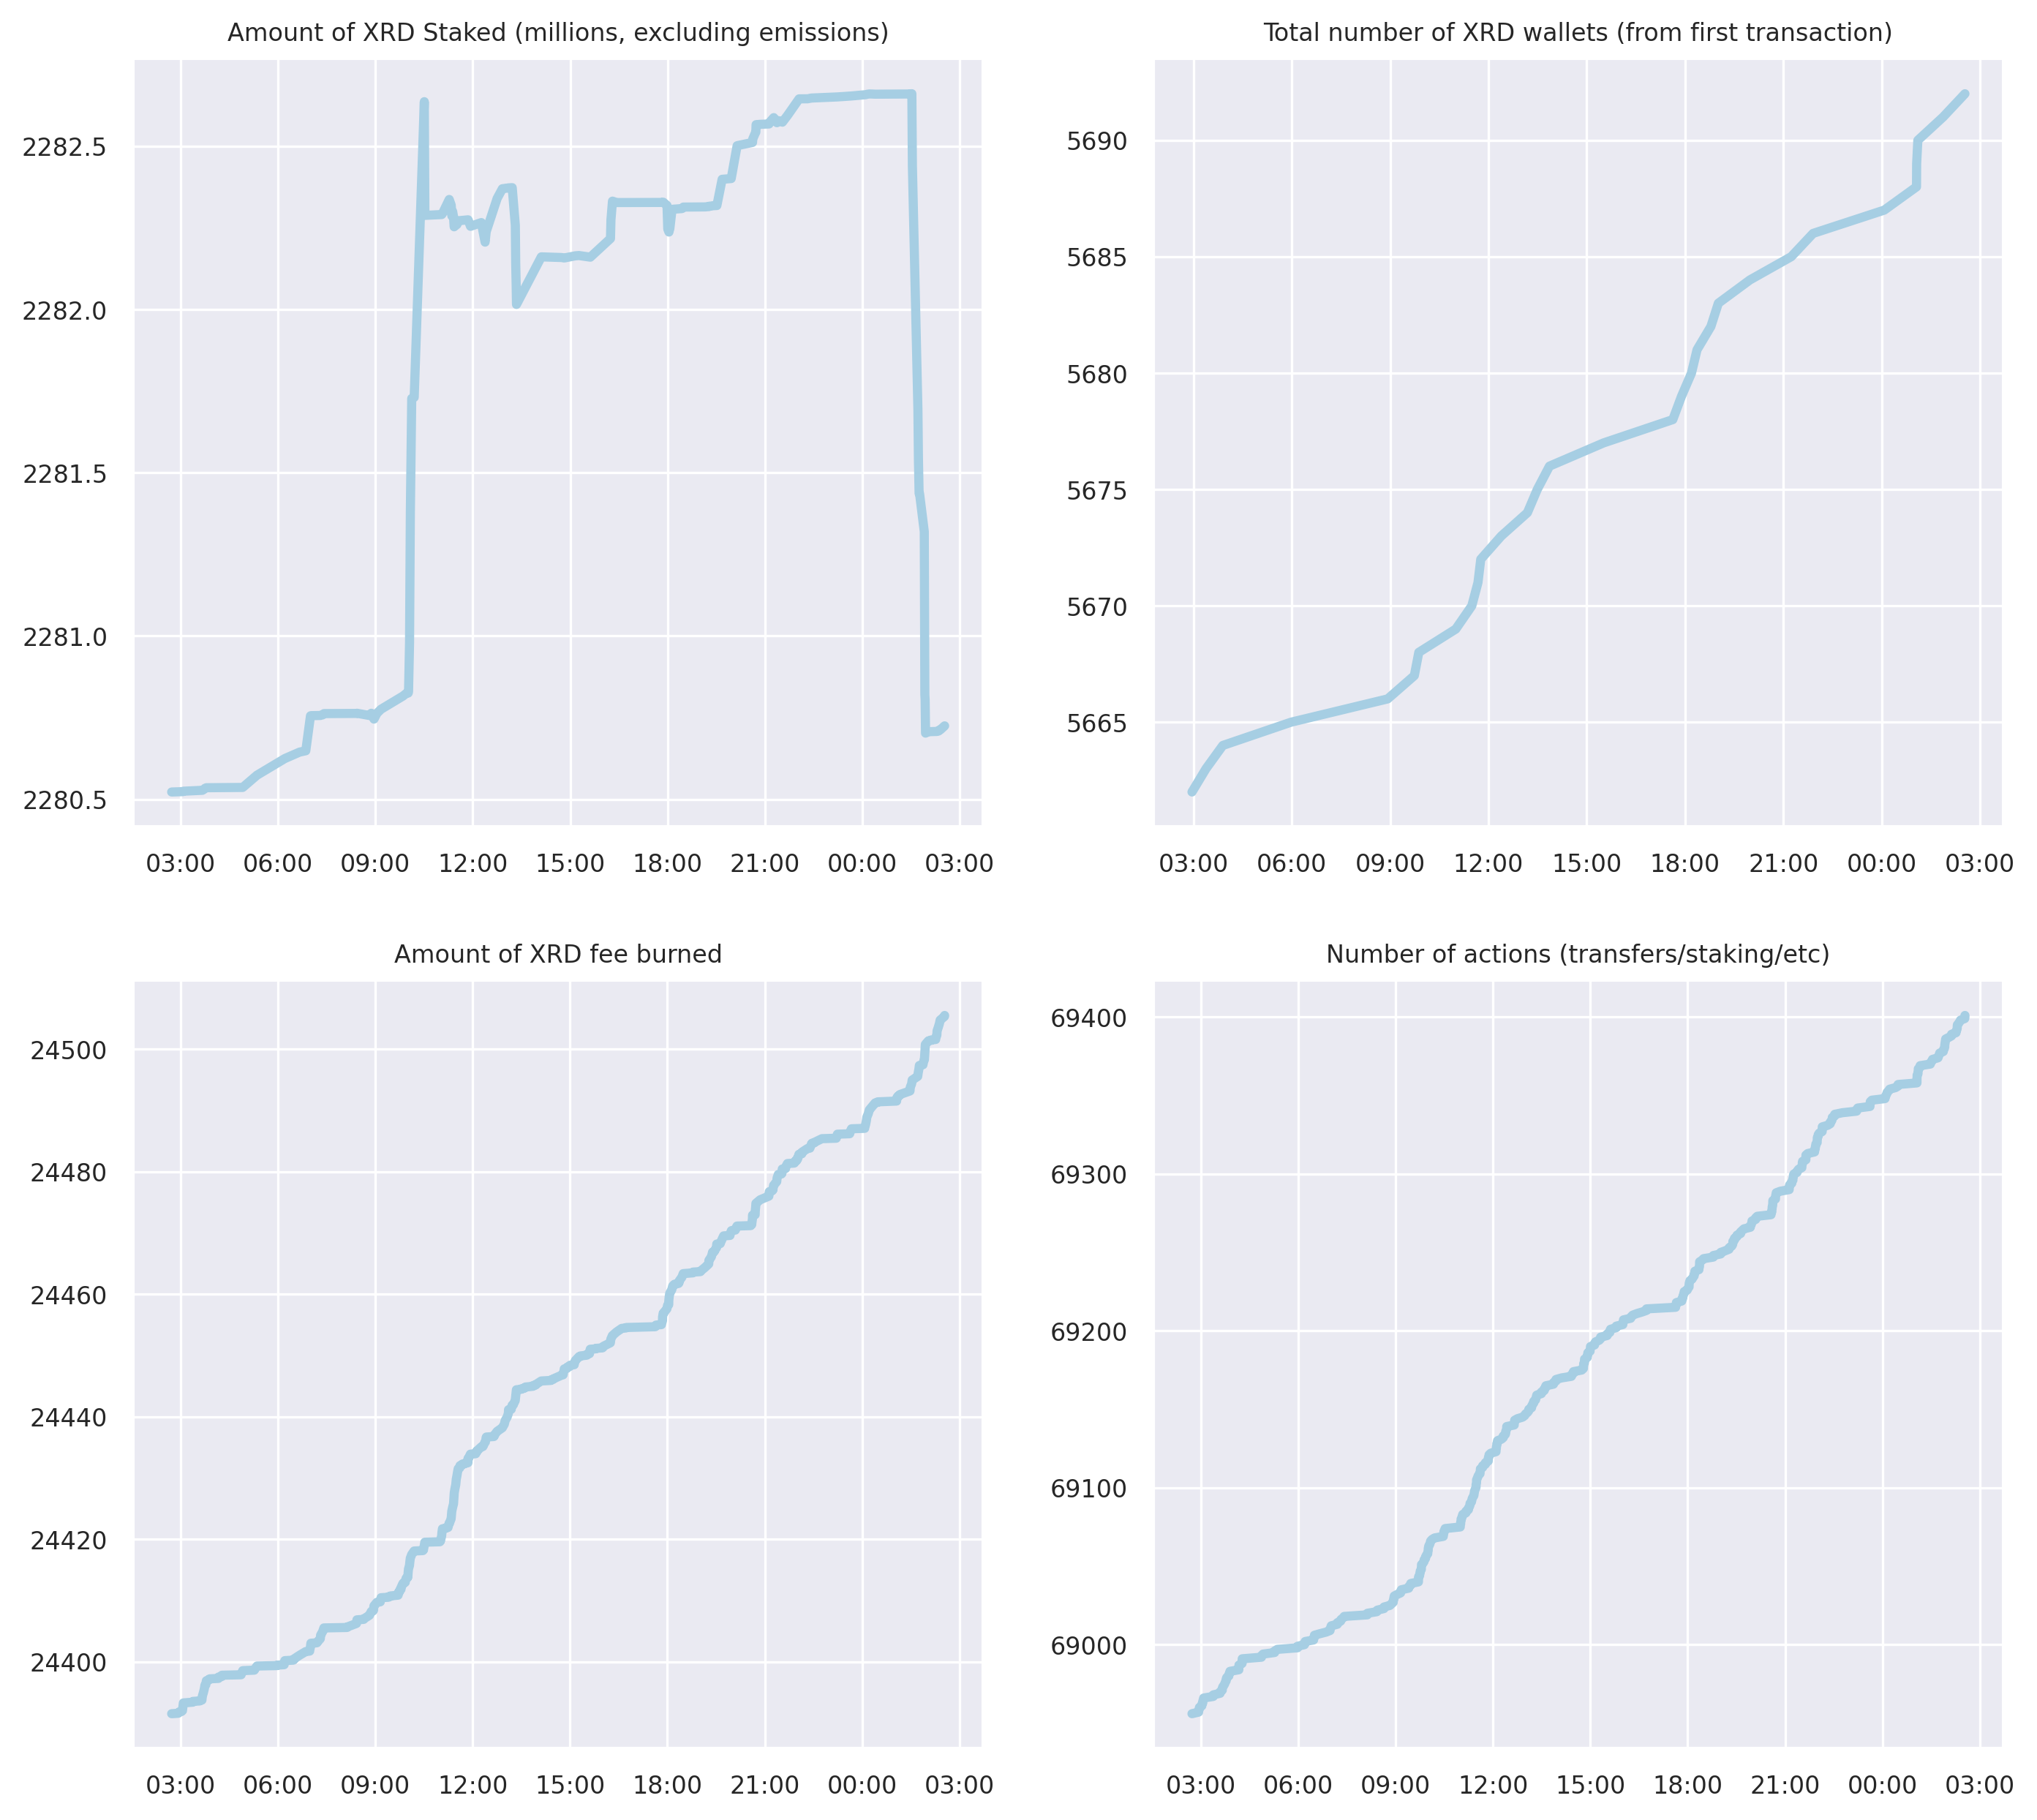 Amount of XRD Staked (millions, excluding emissions)
2282.5
2282.0
2281.5
2281.0
2280.5
03:00 06:00 09:00 12:00 15:00 18:00 21:00 00:00 03:00
Total number of XRD wallets (from first transaction)
5690
5685
5680
5675
5670
5665
03:00 06:00 09:00 12:00 15:00 18:00 21:00 00:00 03:00
Amount of XRD fee burned
24500
24480
24460
24440
24420
24400
03:00 06:00 09:00 12:00 15:00 18:00 21:00 00:00 03:00
Number of actions (transfers/staking/etc)
69400
69300
69200
69100
69000
03:00 06:00 09:00 12:00 15:00 18:00 21:00 00:00 03:00